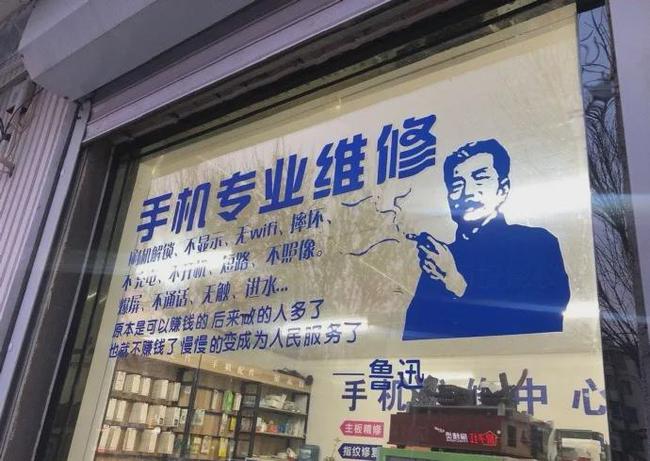 手机专业维修
刷机解锁、不显示、无wifi、摔坏、
不充电、不开机、短路、不照像。
爆屏、不通话、无触、进水...
原本是可以赚钱的 后来做的人多了
也就不赚钱了 慢慢的变成为人民服务了
—鲁迅
手机 维修中心
主板精修
指纹修复